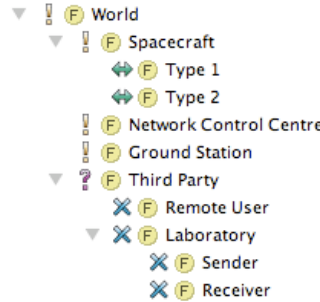 F World
F Spacecraft
F Type 1
F Type 2
F Network Control Centre
F Ground Station
? F Third Party
F Remote User
F Laboratory
F Sender
F Receiver